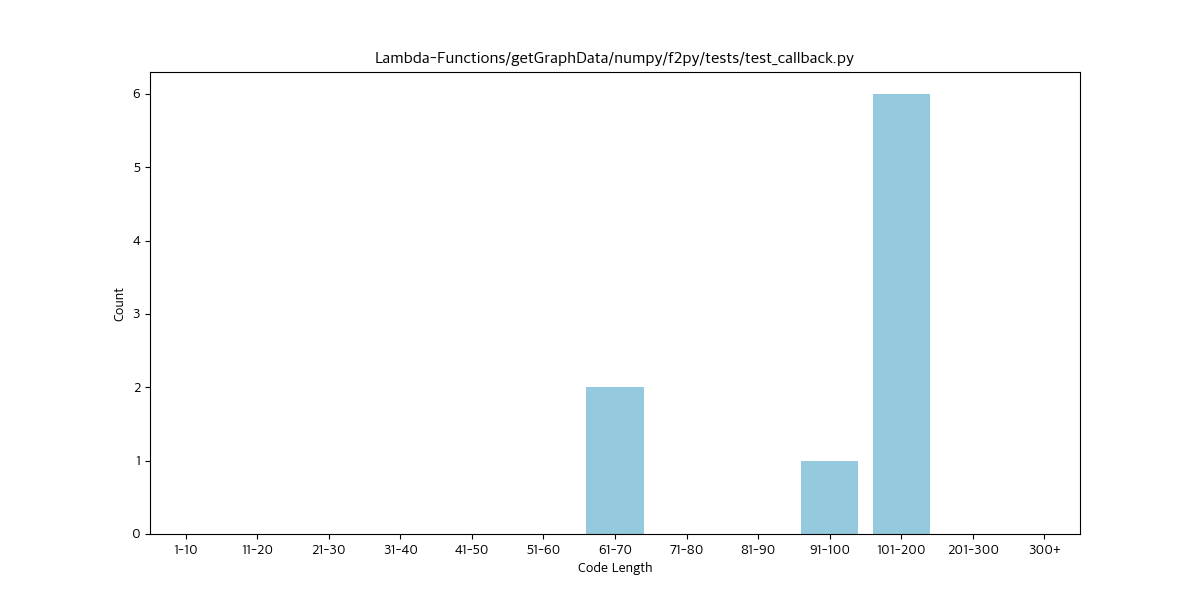 Lambda-Functions/getGraphData/numpy/f2py/tests/test_callback.py
6
5
4
3
2
1
0
Count
1-10 11-20 21-30 31-40 41-50 51-60 61-70 71-80 81-90 91-100 101-200 201-300 300+
Code Length